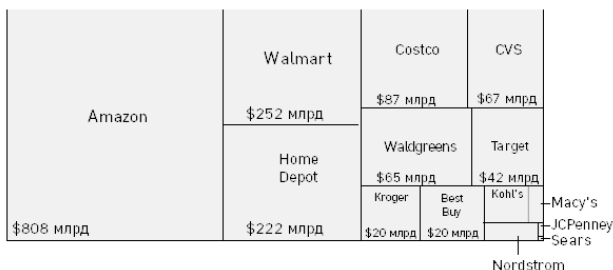 Amazon
$808 млрд
Walmart
$252 млрд
Home
Depot
$222 млрд
Costco
$87 млрд
CVS
$67 млрд
Waldgreens
$65 млрд
Target
$42 млрд
Kroger
$20 млрд
Best
Buy
$20 млрд
Kohl's
Macy's
JCPenney
Sears
Nordstrom